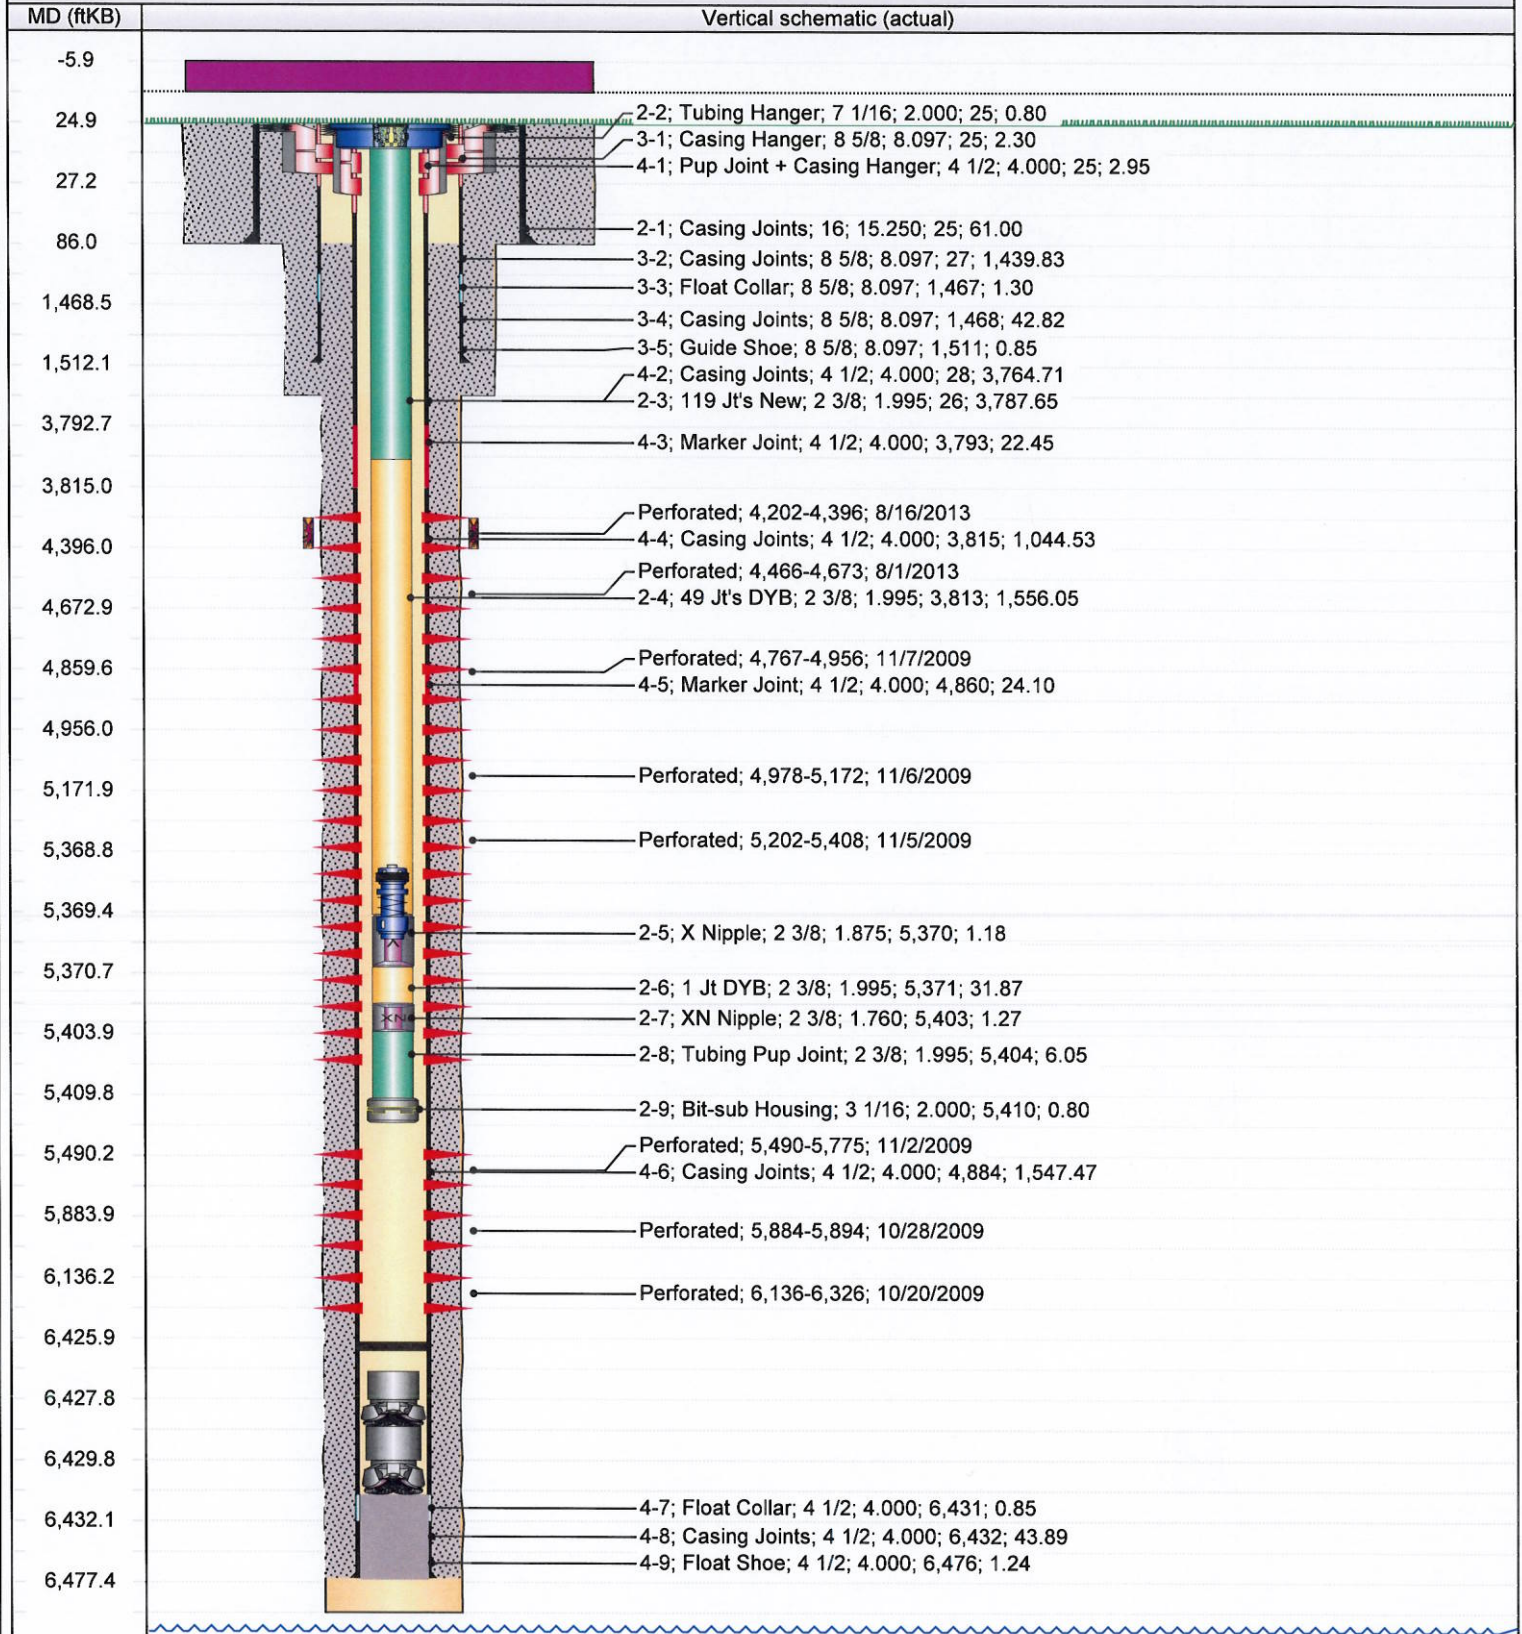 MD (ftKB)
Vertical schematic (actual)
-5.9
24.9
2-2; Tubing Hanger; 7 1/16; 2.000; 25; 0.80
3-1; Casing Hanger; 8 5/8; 8.097; 25; 2.30
4-1; Pup Joint + Casing Hanger; 4 1/2; 4.000; 25; 2.95
27.2
2-1; Casing Joints; 16; 15.250; 25; 61.00
86.0
3-2; Casing Joints; 8 5/8; 8.097; 27; 1,439.83
3-3; Float Collar; 8 5/8; 8.097; 1,467; 1.30
1,468.5
3-4; Casing Joints; 8 5/8; 8.097; 1,468; 42.82
3-5; Guide Shoe; 8 5/8; 8.097; 1,511; 0.85
1,512.1
4-2; Casing Joints; 4 1/2; 4.000; 28; 3,764.71
2-3; 119 Jt's New; 2 3/8; 1.995; 26; 3,787.65
3,792.7
4-3; Marker Joint; 4 1/2; 4.000; 3,793; 22.45
3,815.0
Perforated; 4,202-4,396; 8/16/2013
4-4; Casing Joints; 4 1/2; 4.000; 3,815; 1,044.53
4,396.0
Perforated; 4,466-4,673; 8/1/2013
2-4; 49 Jt's DYB; 2 3/8; 1.995; 3,813; 1,556.05
4,672.9
Perforated; 4,767-4,956; 11/7/2009
4,859.6
4-5; Marker Joint; 4 1/2; 4.000; 4,860; 24.10
4,956.0
Perforated; 4,978-5,172; 11/6/2009
5,171.9
Perforated; 5,202-5,408; 11/5/2009
5,368.8
5,369.4
2-5; X Nipple; 2 3/8; 1.875; 5,370; 1.18
5,370.7
2-6; 1 Jt DYB; 2 3/8; 1.995; 5,371; 31.87
XN
2-7; XN Nipple; 2 3/8; 1.760; 5,403; 1.27
5,403.9
2-8; Tubing Pup Joint; 2 3/8; 1.995; 5,404; 6.05
5,409.8
2-9; Bit-sub Housing; 3 1/16; 2.000; 5,410; 0.80
5,490.2
Perforated; 5,490-5,775; 11/2/2009
4-6; Casing Joints; 4 1/2; 4.000; 4,884; 1,547.47
5,883.9
Perforated; 5,884-5,894; 10/28/2009
6,136.2
Perforated; 6,136-6,326; 10/20/2009
6,425.9
6,427.8
6,429.8
4-7; Float Collar; 4 1/2; 4.000; 6,431; 0.85
6,432.1
4-8; Casing Joints; 4 1/2; 4.000; 6,432; 43.89
4-9; Float Shoe; 4 1/2; 4.000; 6,476; 1.24
6,477.4